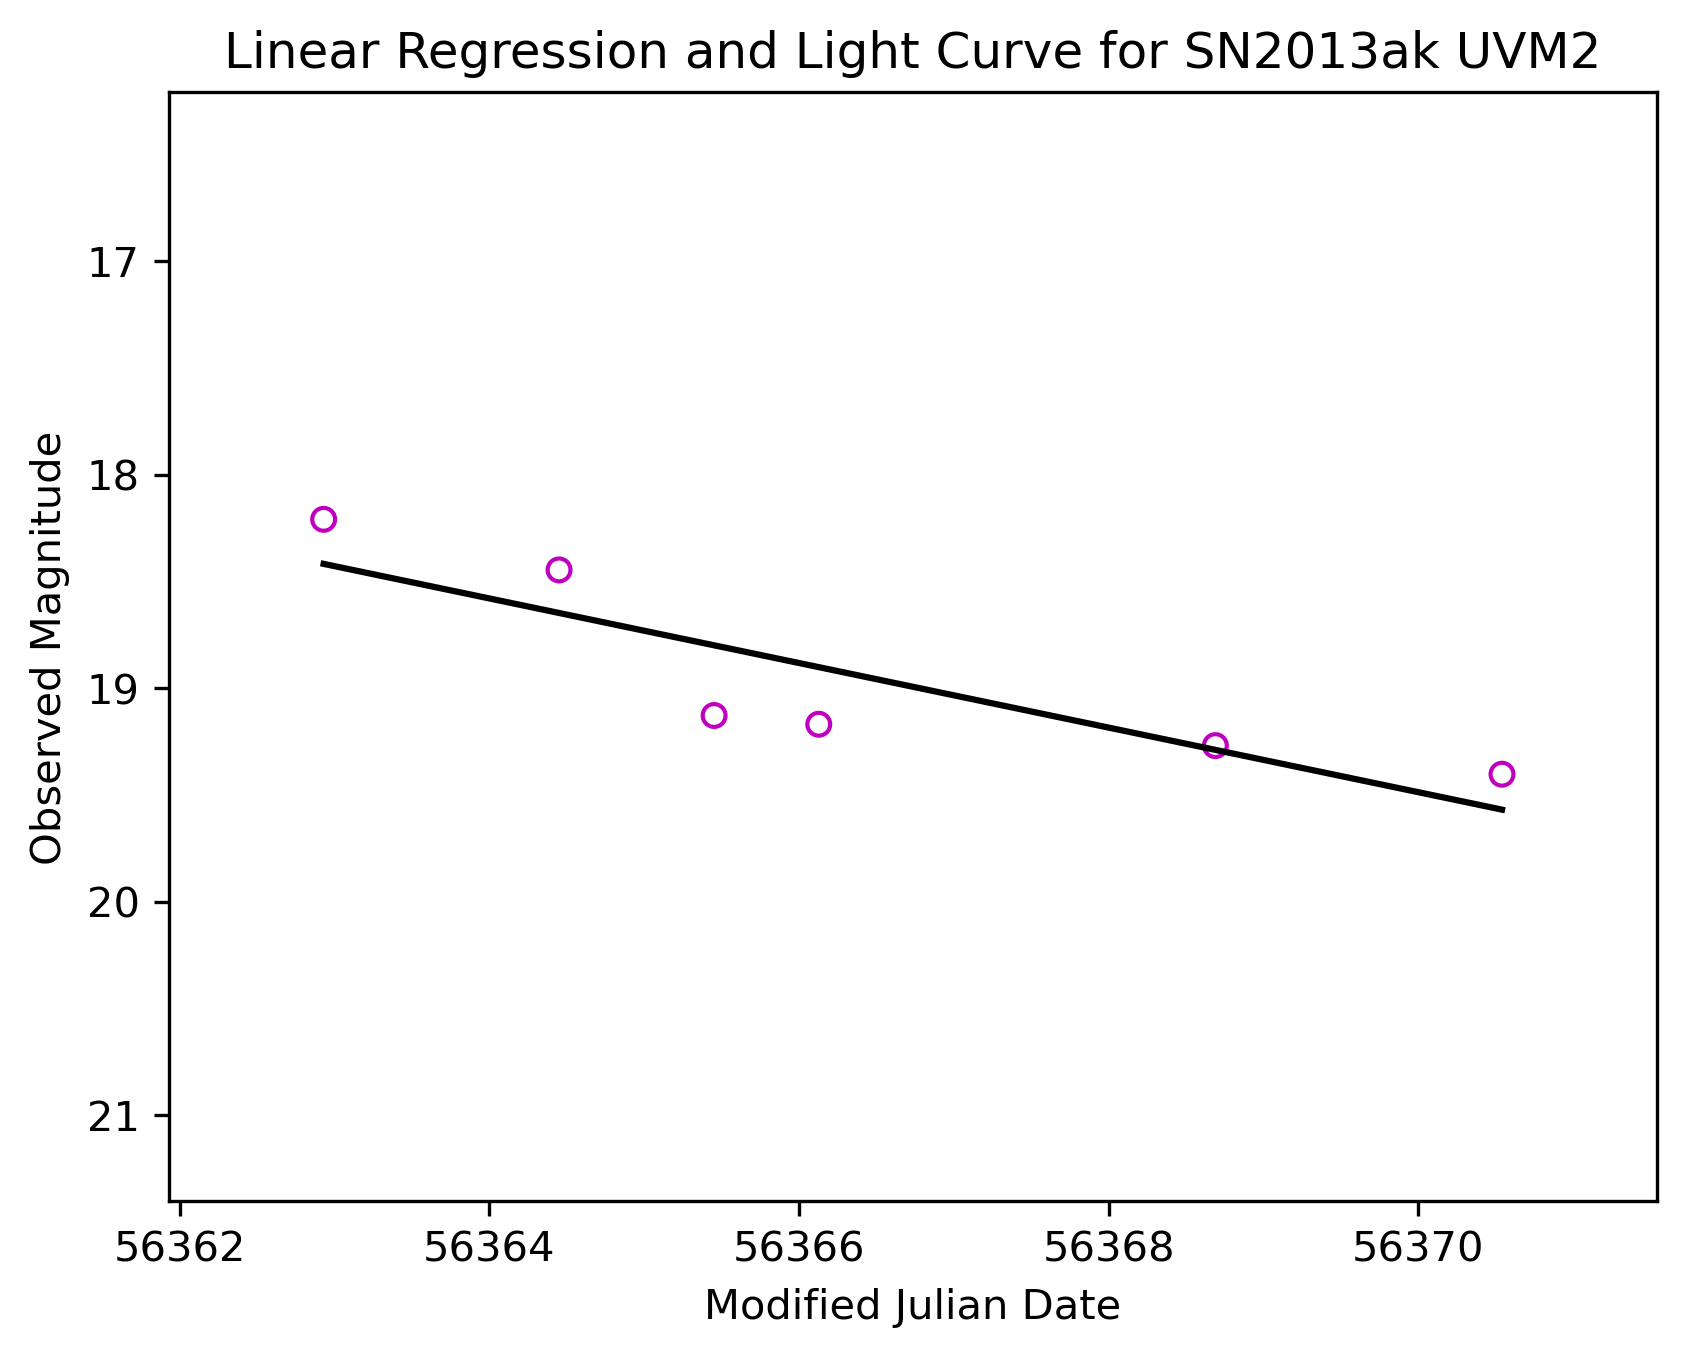 Linear Regression and Light Curve for SN2013ak UVM2
17
18
19
20
21
Observed Magnitude
56362 56364 56366 56368 56370
Modified Julian Date